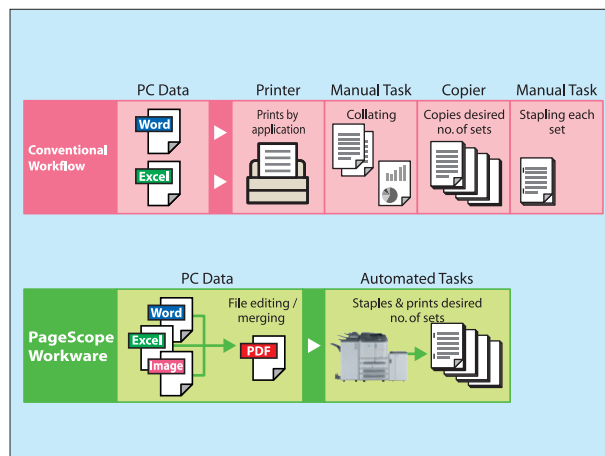 PC Data
Printer
Manual Task
Copier
Manual Task
Conventional
Workflow
Word
Excel
Prints by
application
Collating
Copies desired
no. of sets
Stapling each
set
PC Data
Automated Tasks
PageScope
Workware
Word
Excel
Image
File editing /
merging
PDF
Staples & prints desired
no. of sets